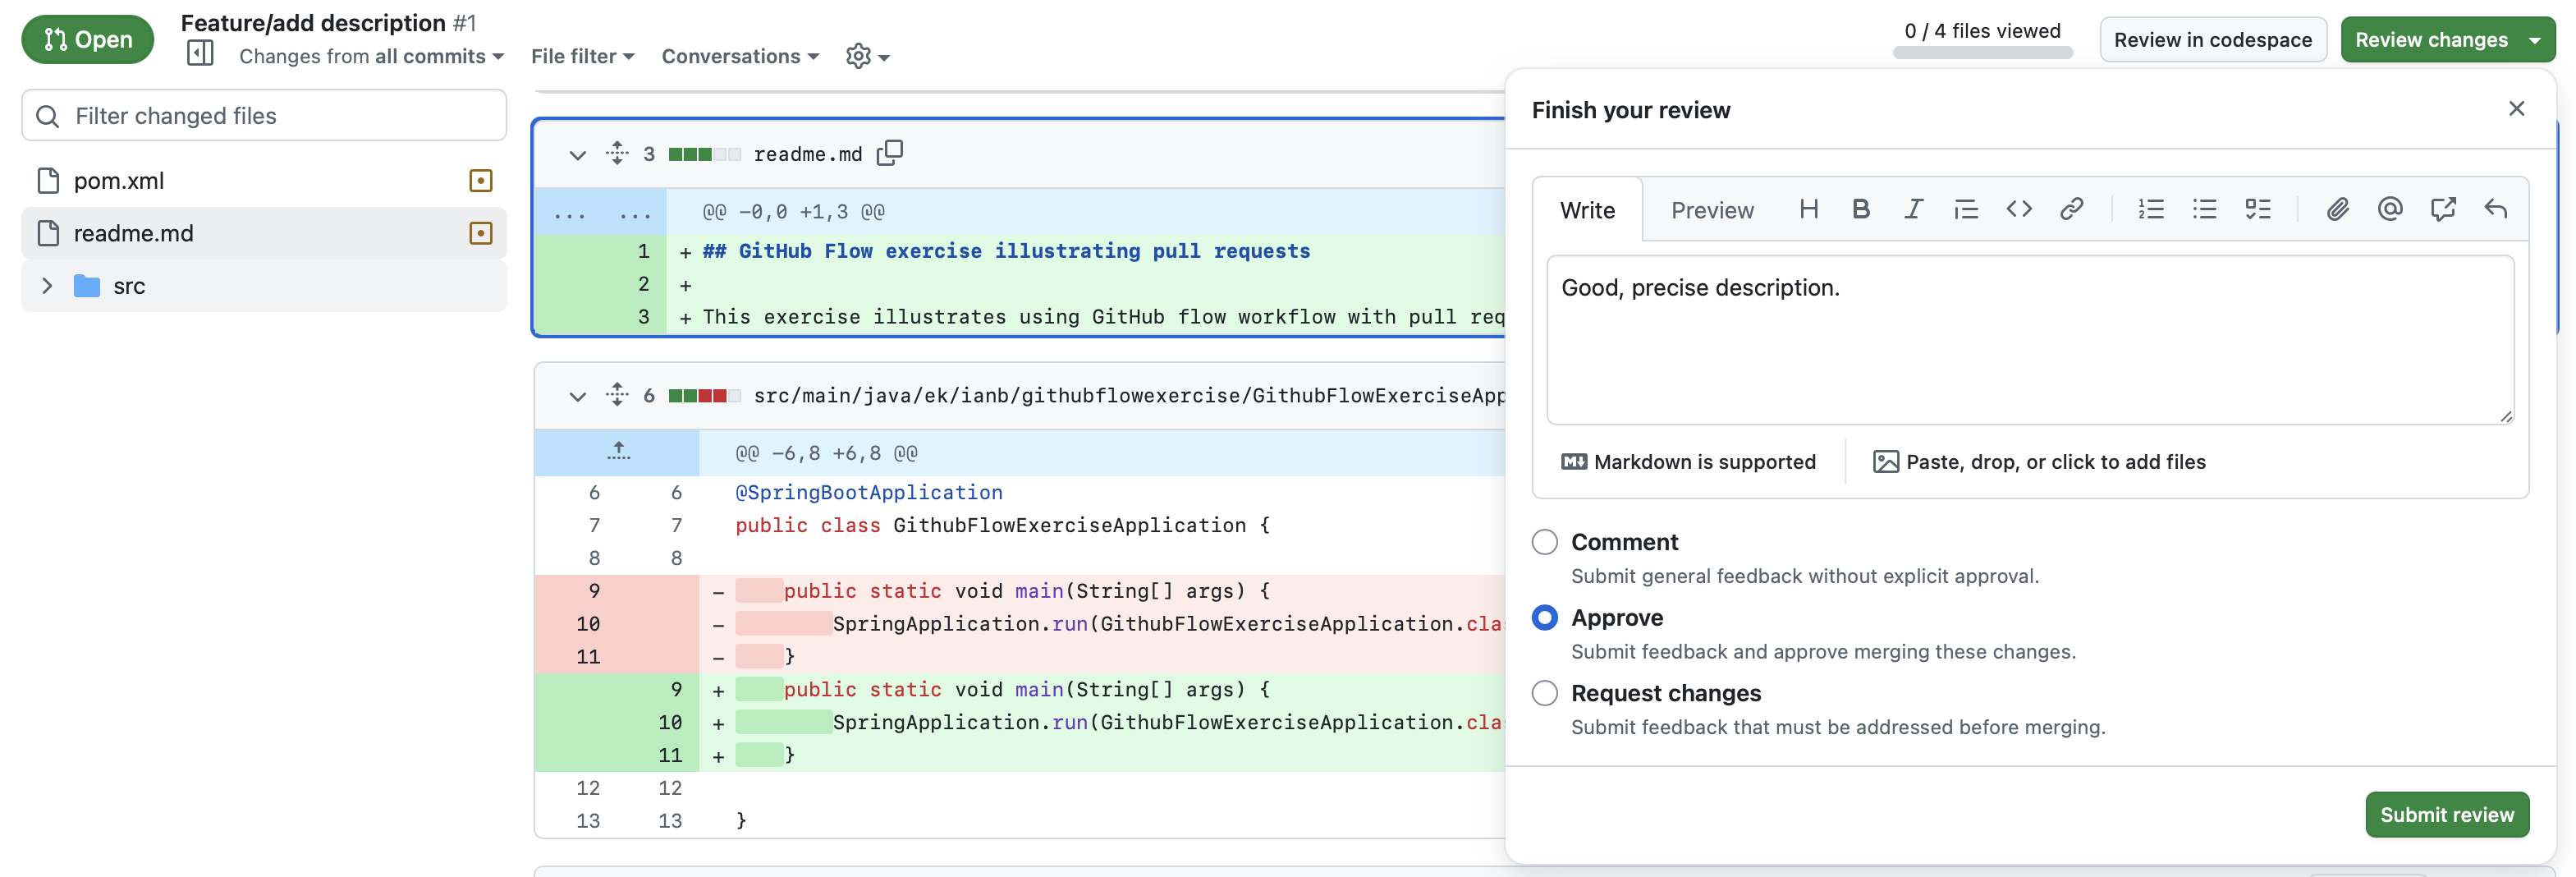 Open
Feature/add description #1
Changes from all commits
File filter
Conversations
0 / 4 files viewed
Review in codespace
Review changes
Filter changed files
pom.xml
readme.md
src
3 readme.md
... ... @@ -0,0 +1,3 @@
1 + ## GitHub Flow exercise illustrating pull requests
2 +
3 + This exercise illustrates using GitHub flow workflow with pull req
6 src/main/java/ek/ianb/githubflowexercise/GithubFlowExerciseApp
@@ -6,8 +6,8 @@
6 6 @SpringBootApplication
7 7 public class GithubFlowExerciseApplication {
8 8
9 - public static void main(String[] args) {
10 - SpringApplication.run(GithubFlowExerciseApplication.clas
11 - }
9 + public static void main(String[] args) {
10 + SpringApplication.run(GithubFlowExerciseApplication.clas
11 + }
12 12
13 13 }
Finish your review
Write
Preview
Good, precise description.
Markdown is supported
Paste, drop, or click to add files
Comment
Submit general feedback without explicit approval.
Approve
Submit feedback and approve merging these changes.
Request changes
Submit feedback that must be addressed before merging.
Submit review